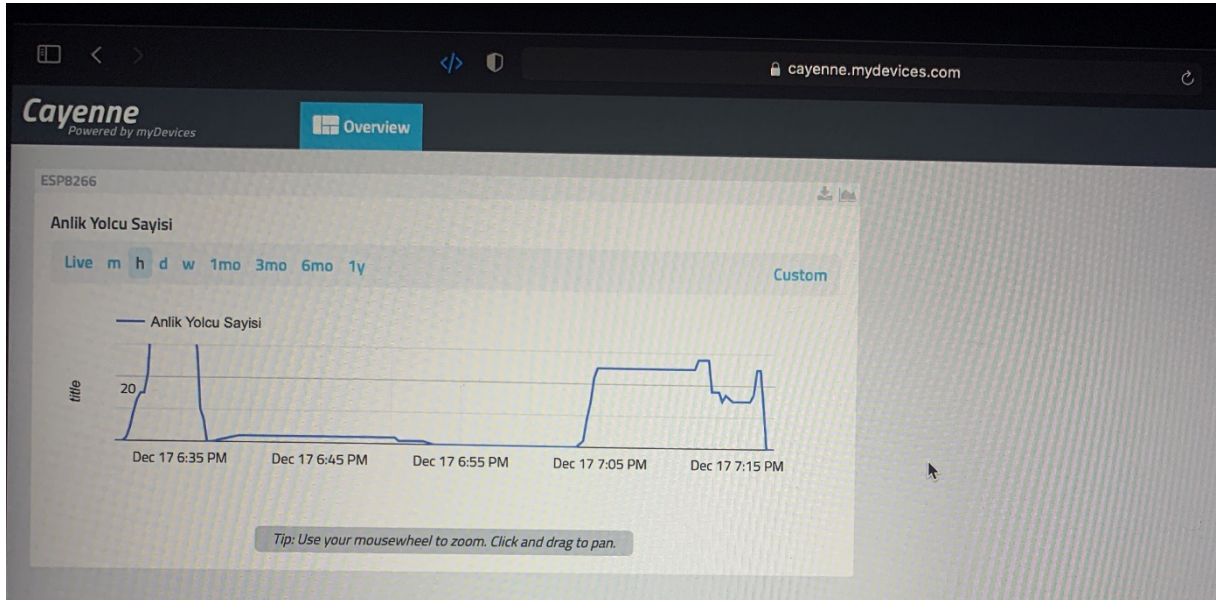 cayenne.mydevices.com
Cayenne
Powered by myDevices
Overview
ESP8266
Anlik Yolcu Sayisi
Live m h d w 1mo 3mo 6mo 1y
Custom
Anlik Yolcu Sayisi
title
20
Dec 17 6:35 PM Dec 17 6:45 PM Dec 17 6:55 PM Dec 17 7:05 PM Dec 17 7:15 PM
Tip: Use your mousewheel to zoom. Click and drag to pan.